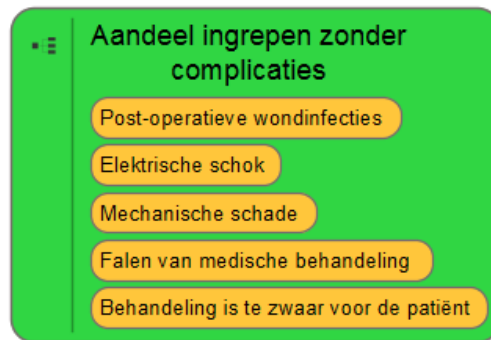 Aandeel ingrepen zonder
complicaties
Post-operatieve wondinfecties
Elektrische schok
Mechanische schade
Falen van medische behandeling
Behandeling is te zwaar voor de patiënt